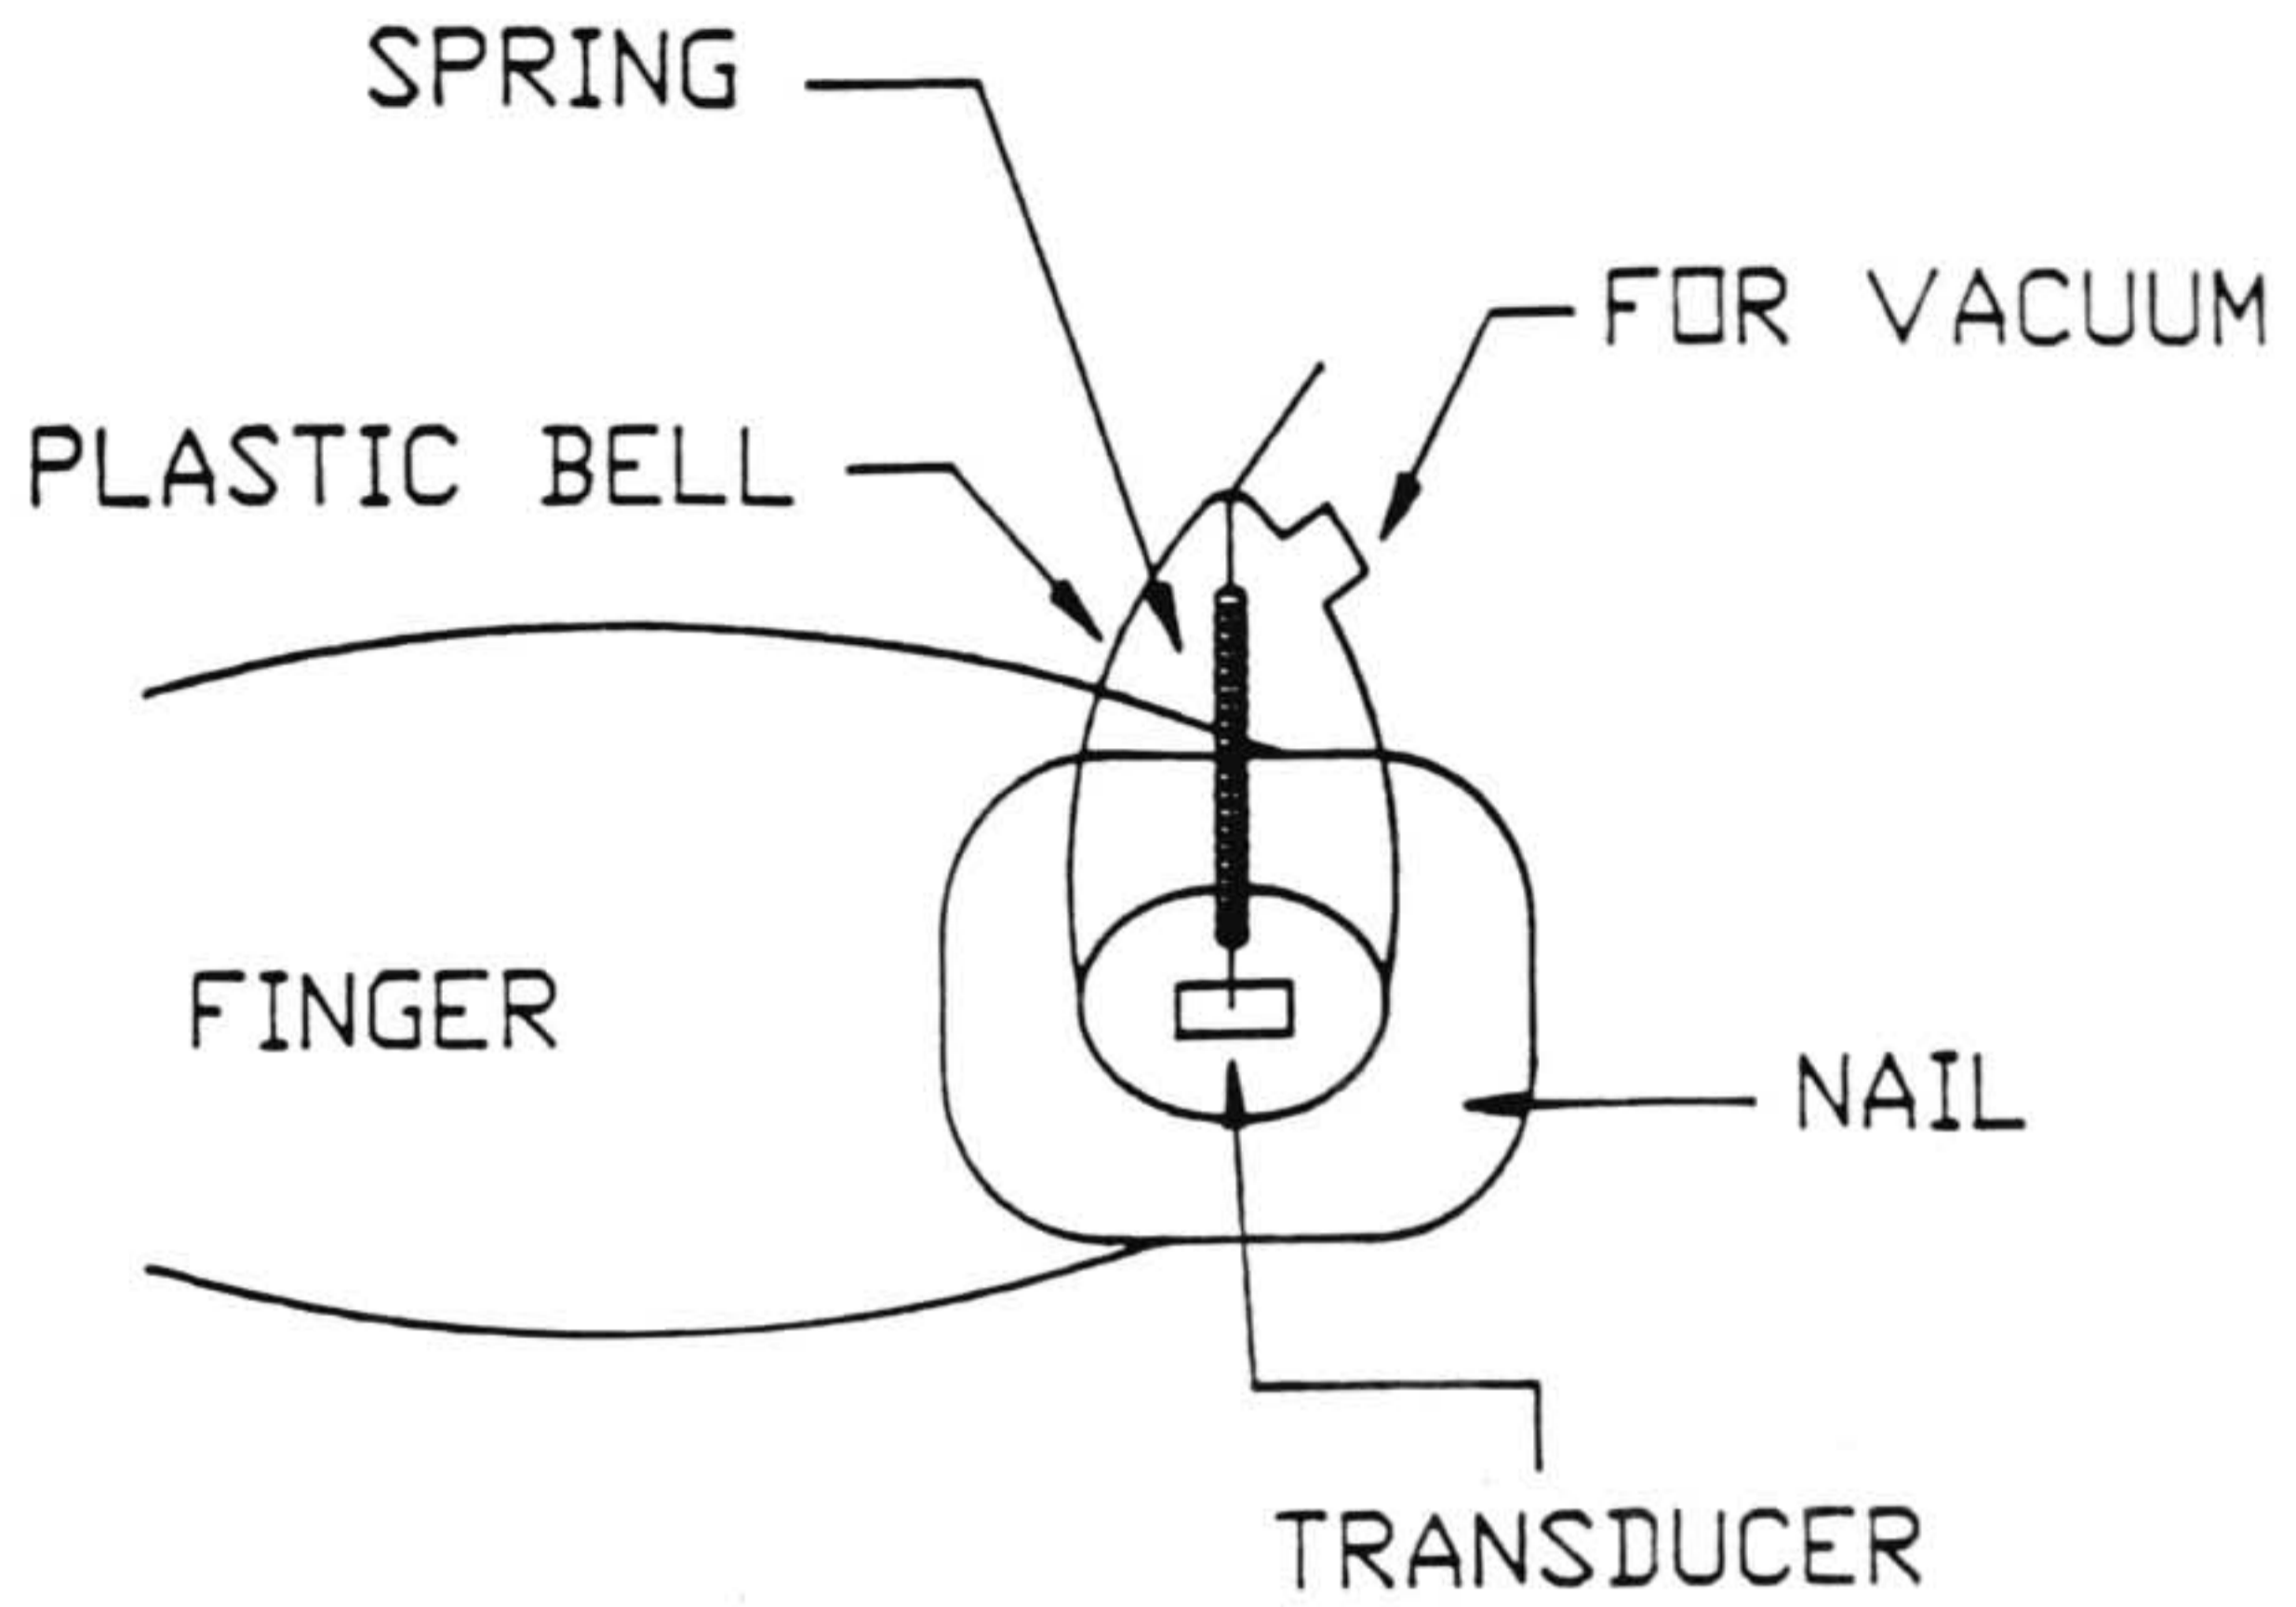 SPRING
FOR VACUUM
PLASTIC BELL
FINGER
NAIL
TRANSDUCER